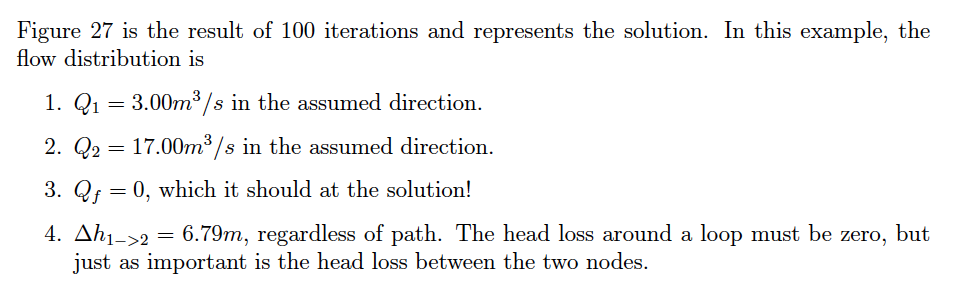 Figure 27 is the result of 100 iterations and represents the solution. In this example, the
flow distribution is
1. Q₁ = 3.00m³/s in the assumed direction.
2. Q₂ = 17.00m³/s in the assumed direction.
3. Q_f = 0, which it should at the solution!
4. Δh₁₋>₂ = 6.79m, regardless of path. The head loss around a loop must be zero, but
just as important is the head loss between the two nodes.